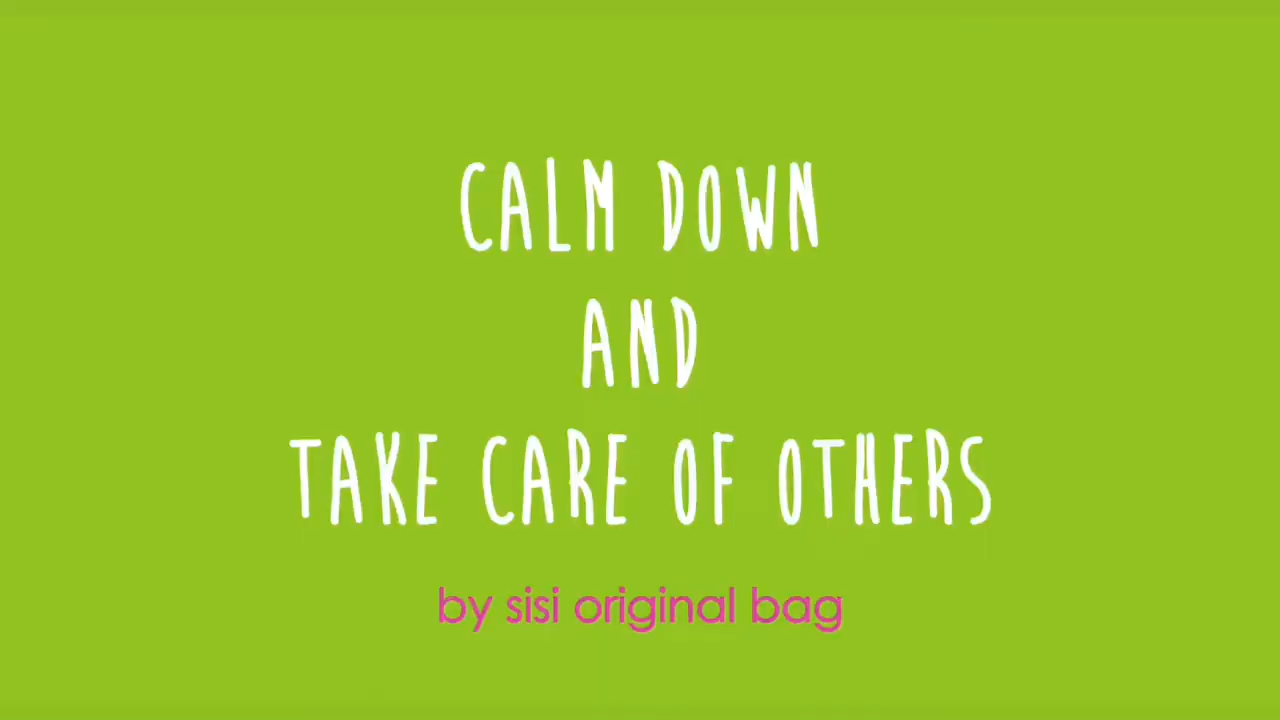 CALM DOWN
AND
TAKE CARE OF OTHERS
by sisi original bag